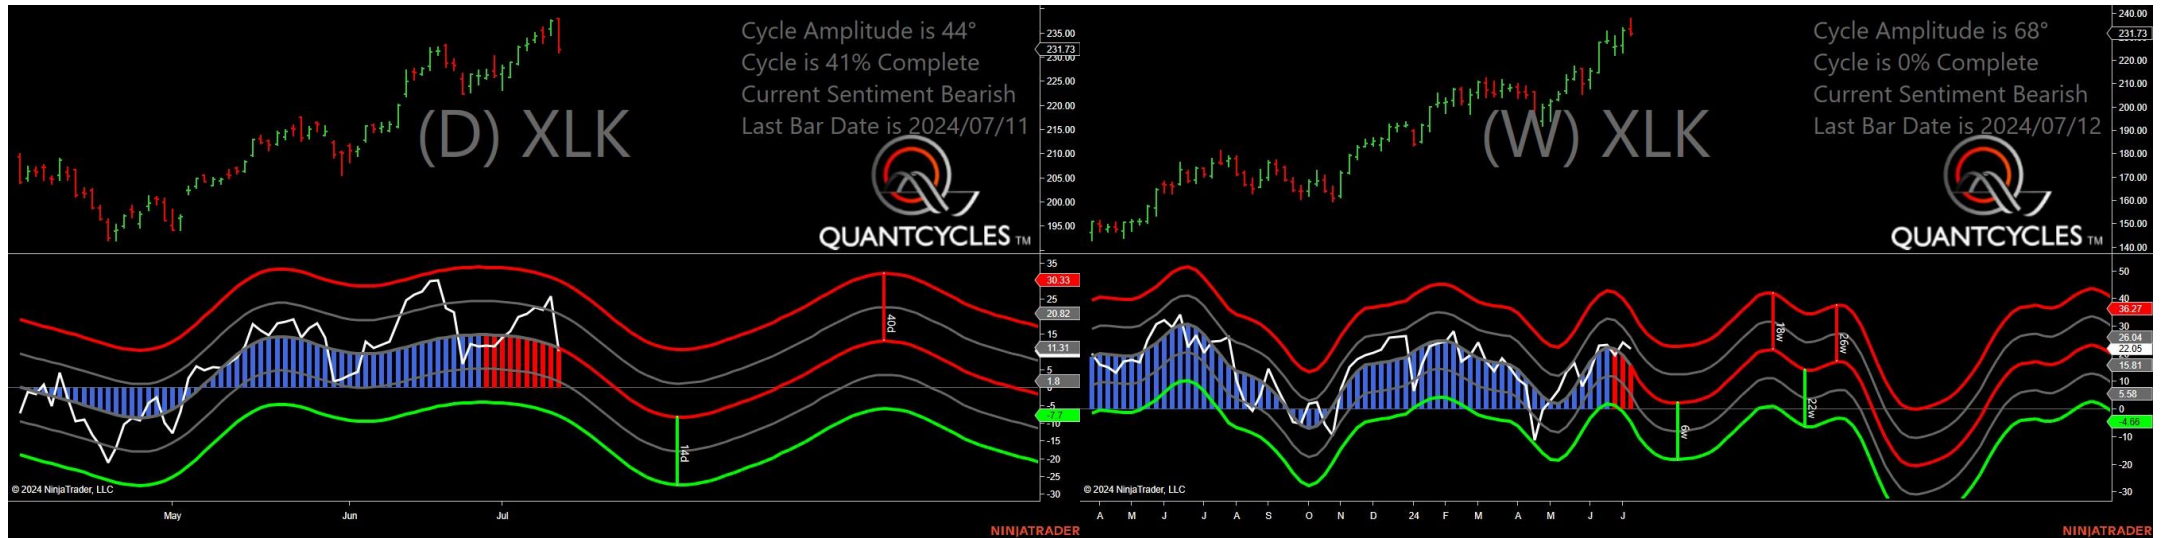 Cycle Amplitude is 44°
Cycle is 41% Complete
Current Sentiment Bearish
Last Bar Date is 2024/07/11
(D) XLK
QUANTCYCLES TM
235.00
231.73
230.00
225.00
220.00
215.00
210.00
205.00
200.00
195.00
35
30.33
25
20.82
15
11.31
5
1.8
-5
-7.7
-10
-15
-20
-25
-30
40d
14d
© 2024 NinjaTrader, LLC
May Jun Jul
NINJATRADER
Cycle Amplitude is 68°
Cycle is 0% Complete
Current Sentiment Bearish
Last Bar Date is 2024/07/12
(W) XLK
QUANTCYCLES TM
240.00
231.73
220.00
210.00
200.00
190.00
180.00
170.00
160.00
150.00
140.00
50
40
36.27
30
26.04
22.05
15.81
10
5.58
0
-4.66
-10
-20
-30
18w
26w
22w
6w
© 2024 NinjaTrader, LLC
A M J J A S O N D 24 F M A M J J
NINJATRADER